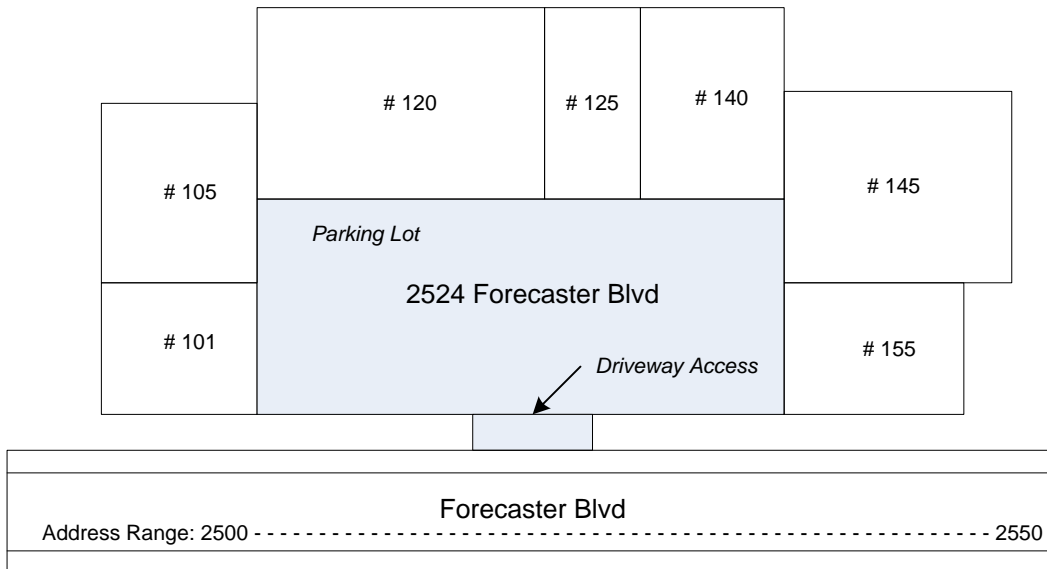 # 120
# 125
# 140
# 105
# 145
Parking Lot
2524 Forecaster Blvd
# 101
# 155
Driveway Access
Forecaster Blvd
Address Range: 2500 - - - - - - - - - - - - - - - - - - - - - - - - - - - - - - - - - - - - - - - - - - - - - - - - - - - - - - - - - - - - - 2550